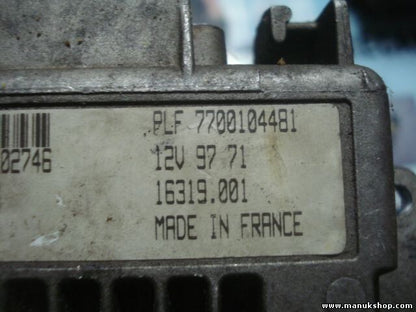 PLF 7700104481
02746
12V 97 71
16319.001
MADE IN FRANCE
www.manukshop.com